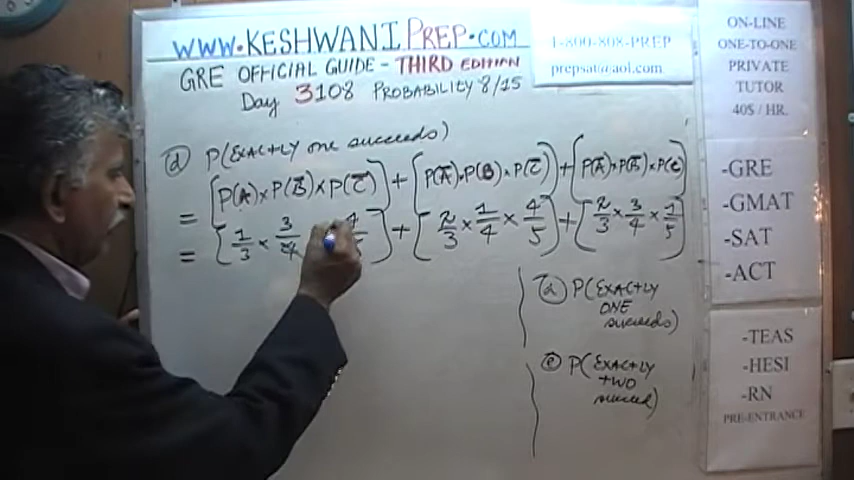 WWW.KESHWANIPREP.COM
GRE OFFICIAL GUIDE - THIRD EDITION
Day 3108 PROBABILITY 8/15
1-800-808-PREP
prepsat@aol.com
ON-LINE
ONE-TO-ONE
PRIVATE
TUTOR
40$ / HR.
-GRE
-GMAT
-SAT
-ACT
-TEAS
-HESI
-RN
PRE-ENTRANCE
(d) P(EXACTLY one succeeds)
= [P(A) x P(B̅) x P(C̅)] + [P(A̅) x P(B) x P(C̅)] + [P(A̅) x P(B̅) x P(C)]
= [1/3 x 3/4 4] + [2/3 x 1/4 x 4/5] + [2/3 x 3/4 x 1/5]
(d) P(EXACTLY
ONE
succeeds)
(e) P(EXACTLY
TWO
succeed)